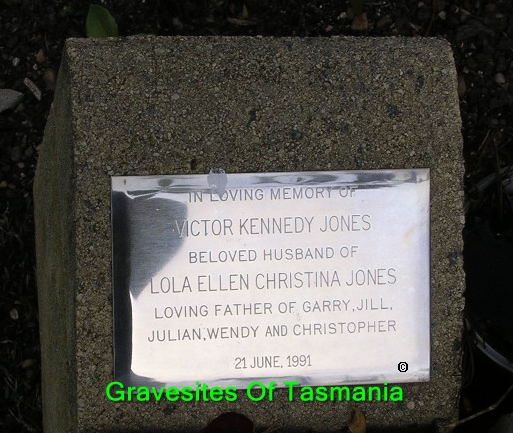 IN LOVING MEMORY OF
VICTOR KENNEDY JONES
BELOVED HUSBAND OF
LOLA ELLEN CHRISTINA JONES
LOVING FATHER OF GARRY, JILL,
JULIAN, WENDY AND CHRISTOPHER
21 JUNE, 1991
©
Gravesites Of Tasmania